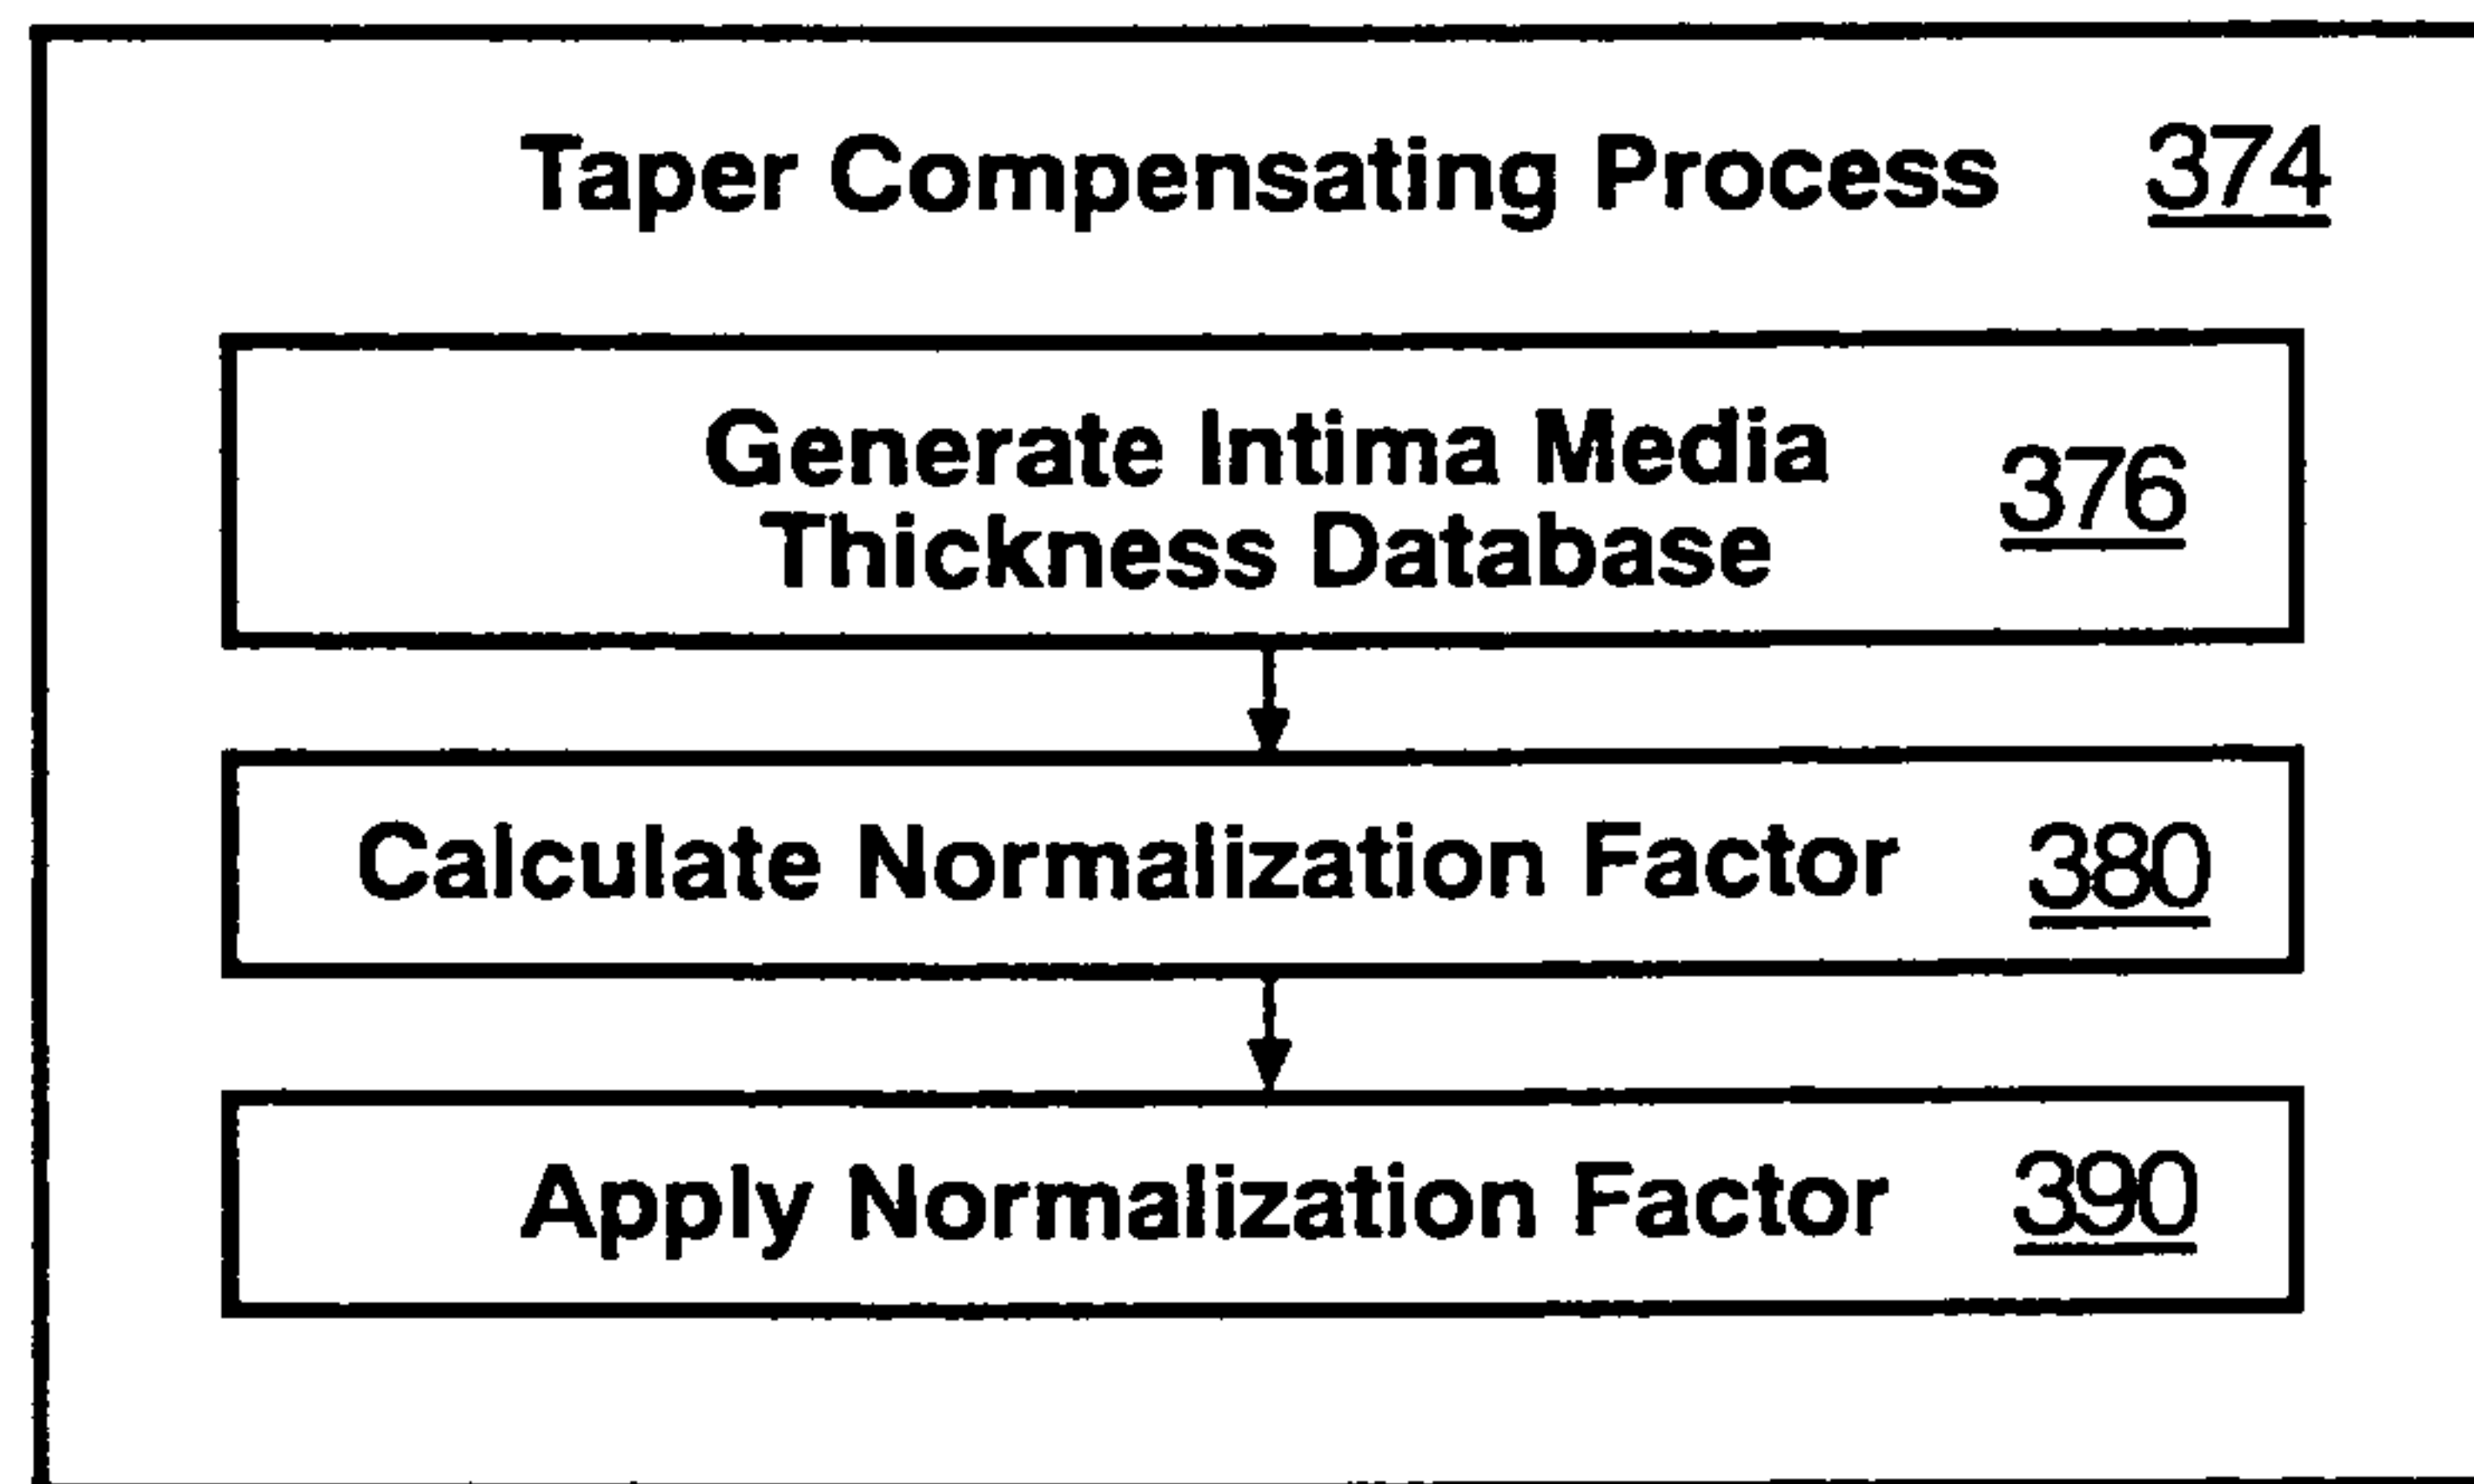 Taper Compensating Process 374
Generate Intima Media
Thickness Database 376
Calculate Normalization Factor 380
Apply Normalization Factor 390